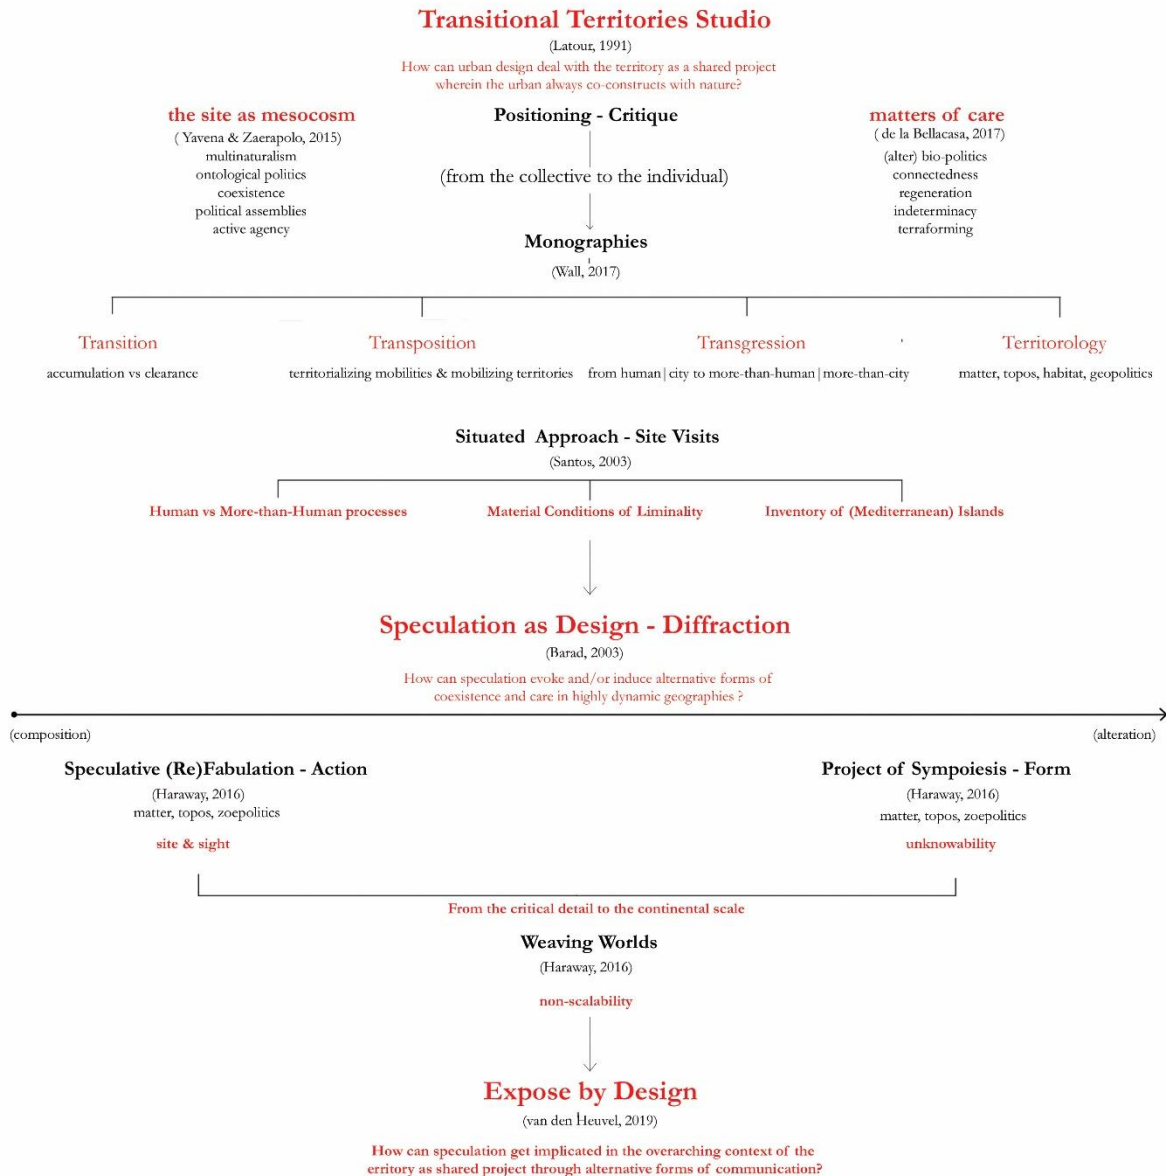 Transitional Territories Studio
(Latour, 1991)
How can urban design deal with the territory as a shared project
wherein the urban always co-constructs with nature?
the site as mesocosm
( Yavena & Zaerapolo, 2015)
multinaturalism
ontological politics
coexistence
political assemblies
active agency
Positioning - Critique
(from the collective to the individual)
matters of care
( de la Bellacasa, 2017)
(alter) bio-politics
connectedness
regeneration
indeterminacy
terraforming
Monographies
(Wall, 2017)
Transition
accumulation vs clearance
Transposition
territorializing mobilities & mobilizing territories
Transgression
from human|city to more-than-human|more-than-city
Territorology
matter, topos, habitat, geopolitics
Situated Approach - Site Visits
(Santos, 2003)
Human vs More-than-Human processes
Material Conditions of Liminality
Inventory of (Mediterranean) Islands
Speculation as Design - Diffraction
(Barad, 2003)
How can speculation evoke and/or induce alternative forms of
coexistence and care in highly dynamic geographies ?
(composition)
(alteration)
Speculative (Re)Fabulation - Action
(Haraway, 2016)
matter, topos, zoepolitics
site & sight
Project of Sympoiesis - Form
(Haraway, 2016)
matter, topos, zoepolitics
unknowability
From the critical detail to the continental scale
Weaving Worlds
(Haraway, 2016)
non-scalability
Expose by Design
(van den Heuvel, 2019)
How can speculation get implicated in the overarching context of the
erritory as shared project through alternative forms of communication?